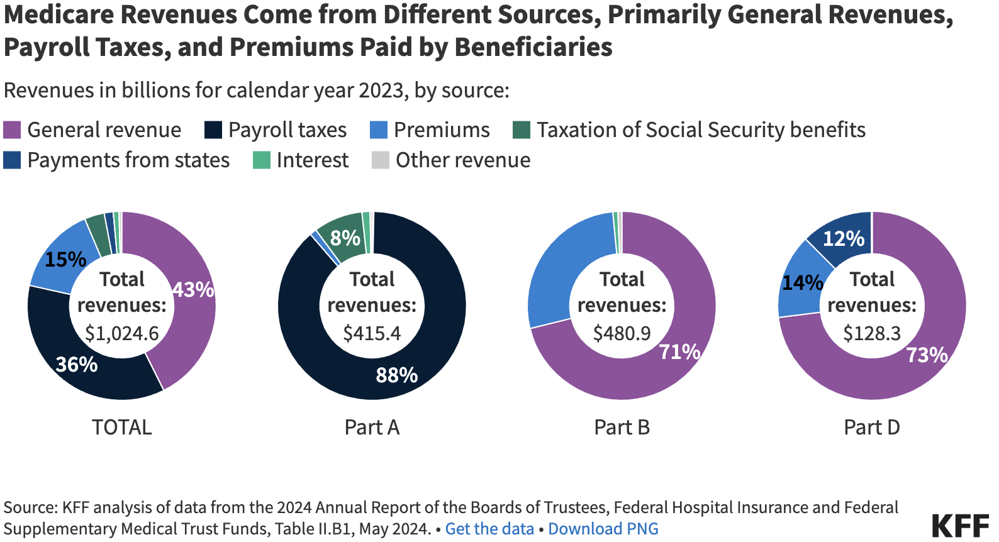 Medicare Revenues Come from Different Sources, Primarily General Revenues,
Payroll Taxes, and Premiums Paid by Beneficiaries
Revenues in billions for calendar year 2023, by source:
General revenue Payroll taxes Premiums Taxation of Social Security benefits
Payments from states Interest Other revenue
15%
43%
36%
Total
revenues:
$1,024.6
TOTAL
8%
88%
Total
revenues:
$415.4
Part A
71%
Total
revenues:
$480.9
Part B
12%
14%
73%
Total
revenues:
$128.3
Part D
Source: KFF analysis of data from the 2024 Annual Report of the Boards of Trustees, Federal Hospital Insurance and Federal
Supplementary Medical Trust Funds, Table II.B1, May 2024. • Get the data • Download PNG
KFF